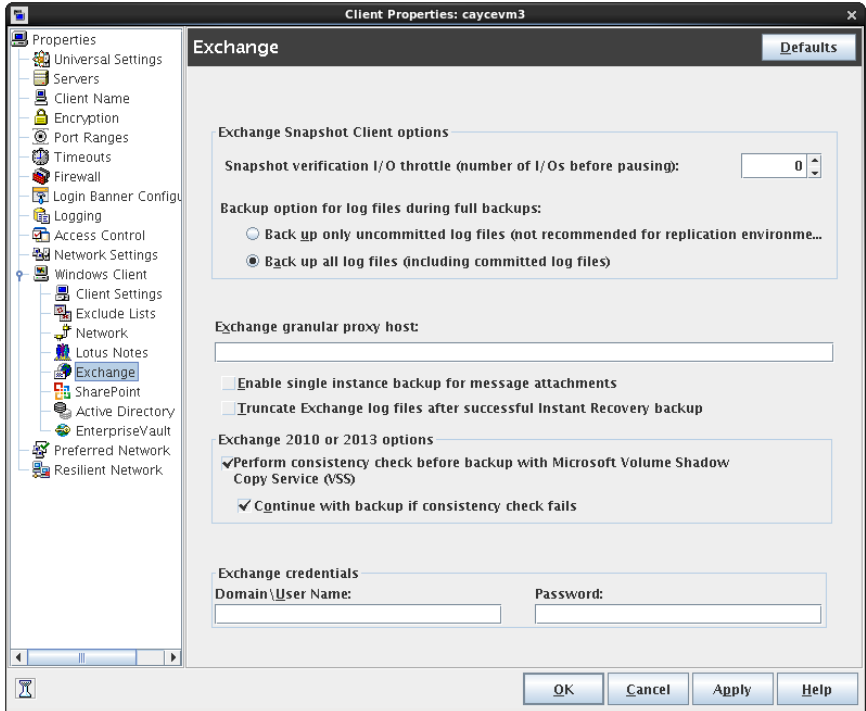 Client Properties: caycevm3
Properties
Universal Settings
Servers
Client Name
Encryption
Port Ranges
Timeouts
Firewall
Login Banner Configu
Logging
Access Control
Network Settings
Windows Client
Client Settings
Exclude Lists
Network
Lotus Notes
Exchange
SharePoint
Active Directory
EnterpriseVault
Preferred Network
Resilient Network
Exchange
Defaults
Exchange Snapshot Client options
Snapshot verification I/O throttle (number of I/Os before pausing):
0
Backup option for log files during full backups:
Back up only uncommitted log files (not recommended for replication environme...
Back up all log files (including committed log files)
Exchange granular proxy host:
Enable single instance backup for message attachments
Truncate Exchange log files after successful Instant Recovery backup
Exchange 2010 or 2013 options
Perform consistency check before backup with Microsoft Volume Shadow
Copy Service (VSS)
Continue with backup if consistency check fails
Exchange credentials
Domain\User Name:
Password:
OK
Cancel
Apply
Help